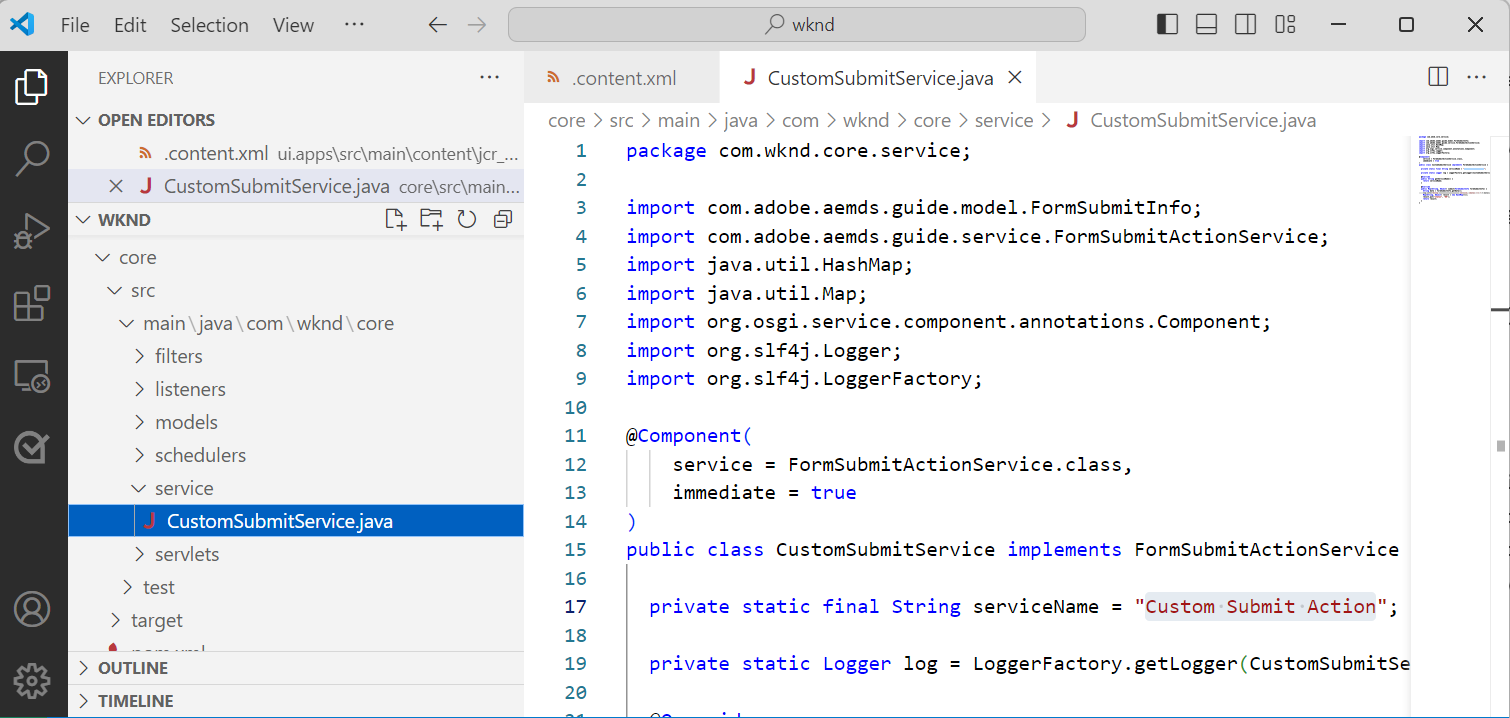 File Edit Selection View ··· wknd
EXPLORER ···
OPEN EDITORS
.content.xml ui.apps\src\main\content\jcr_...
CustomSubmitService.java core\src\main...
WKND
core
src
main\java\com\wknd\core
filters
listeners
models
schedulers
service
CustomSubmitService.java
servlets
test
target
pom.xml
OUTLINE
TIMELINE
.content.xml CustomSubmitService.java
core > src > main > java > com > wknd > core > service > CustomSubmitService.java
1 package com.wknd.core.service;
2
3 import com.adobe.aemds.guide.model.FormSubmitInfo;
4 import com.adobe.aemds.guide.service.FormSubmitActionService;
5 import java.util.HashMap;
6 import java.util.Map;
7 import org.osgi.service.component.annotations.Component;
8 import org.slf4j.Logger;
9 import org.slf4j.LoggerFactory;
10
11 @Component(
12 service = FormSubmitActionService.class,
13 immediate = true
14 )
15 public class CustomSubmitService implements FormSubmitActionService
16
17 private static final String serviceName = "Custom·Submit·Action";
18
19 private static Logger log = LoggerFactory.getLogger(CustomSubmitSe
20